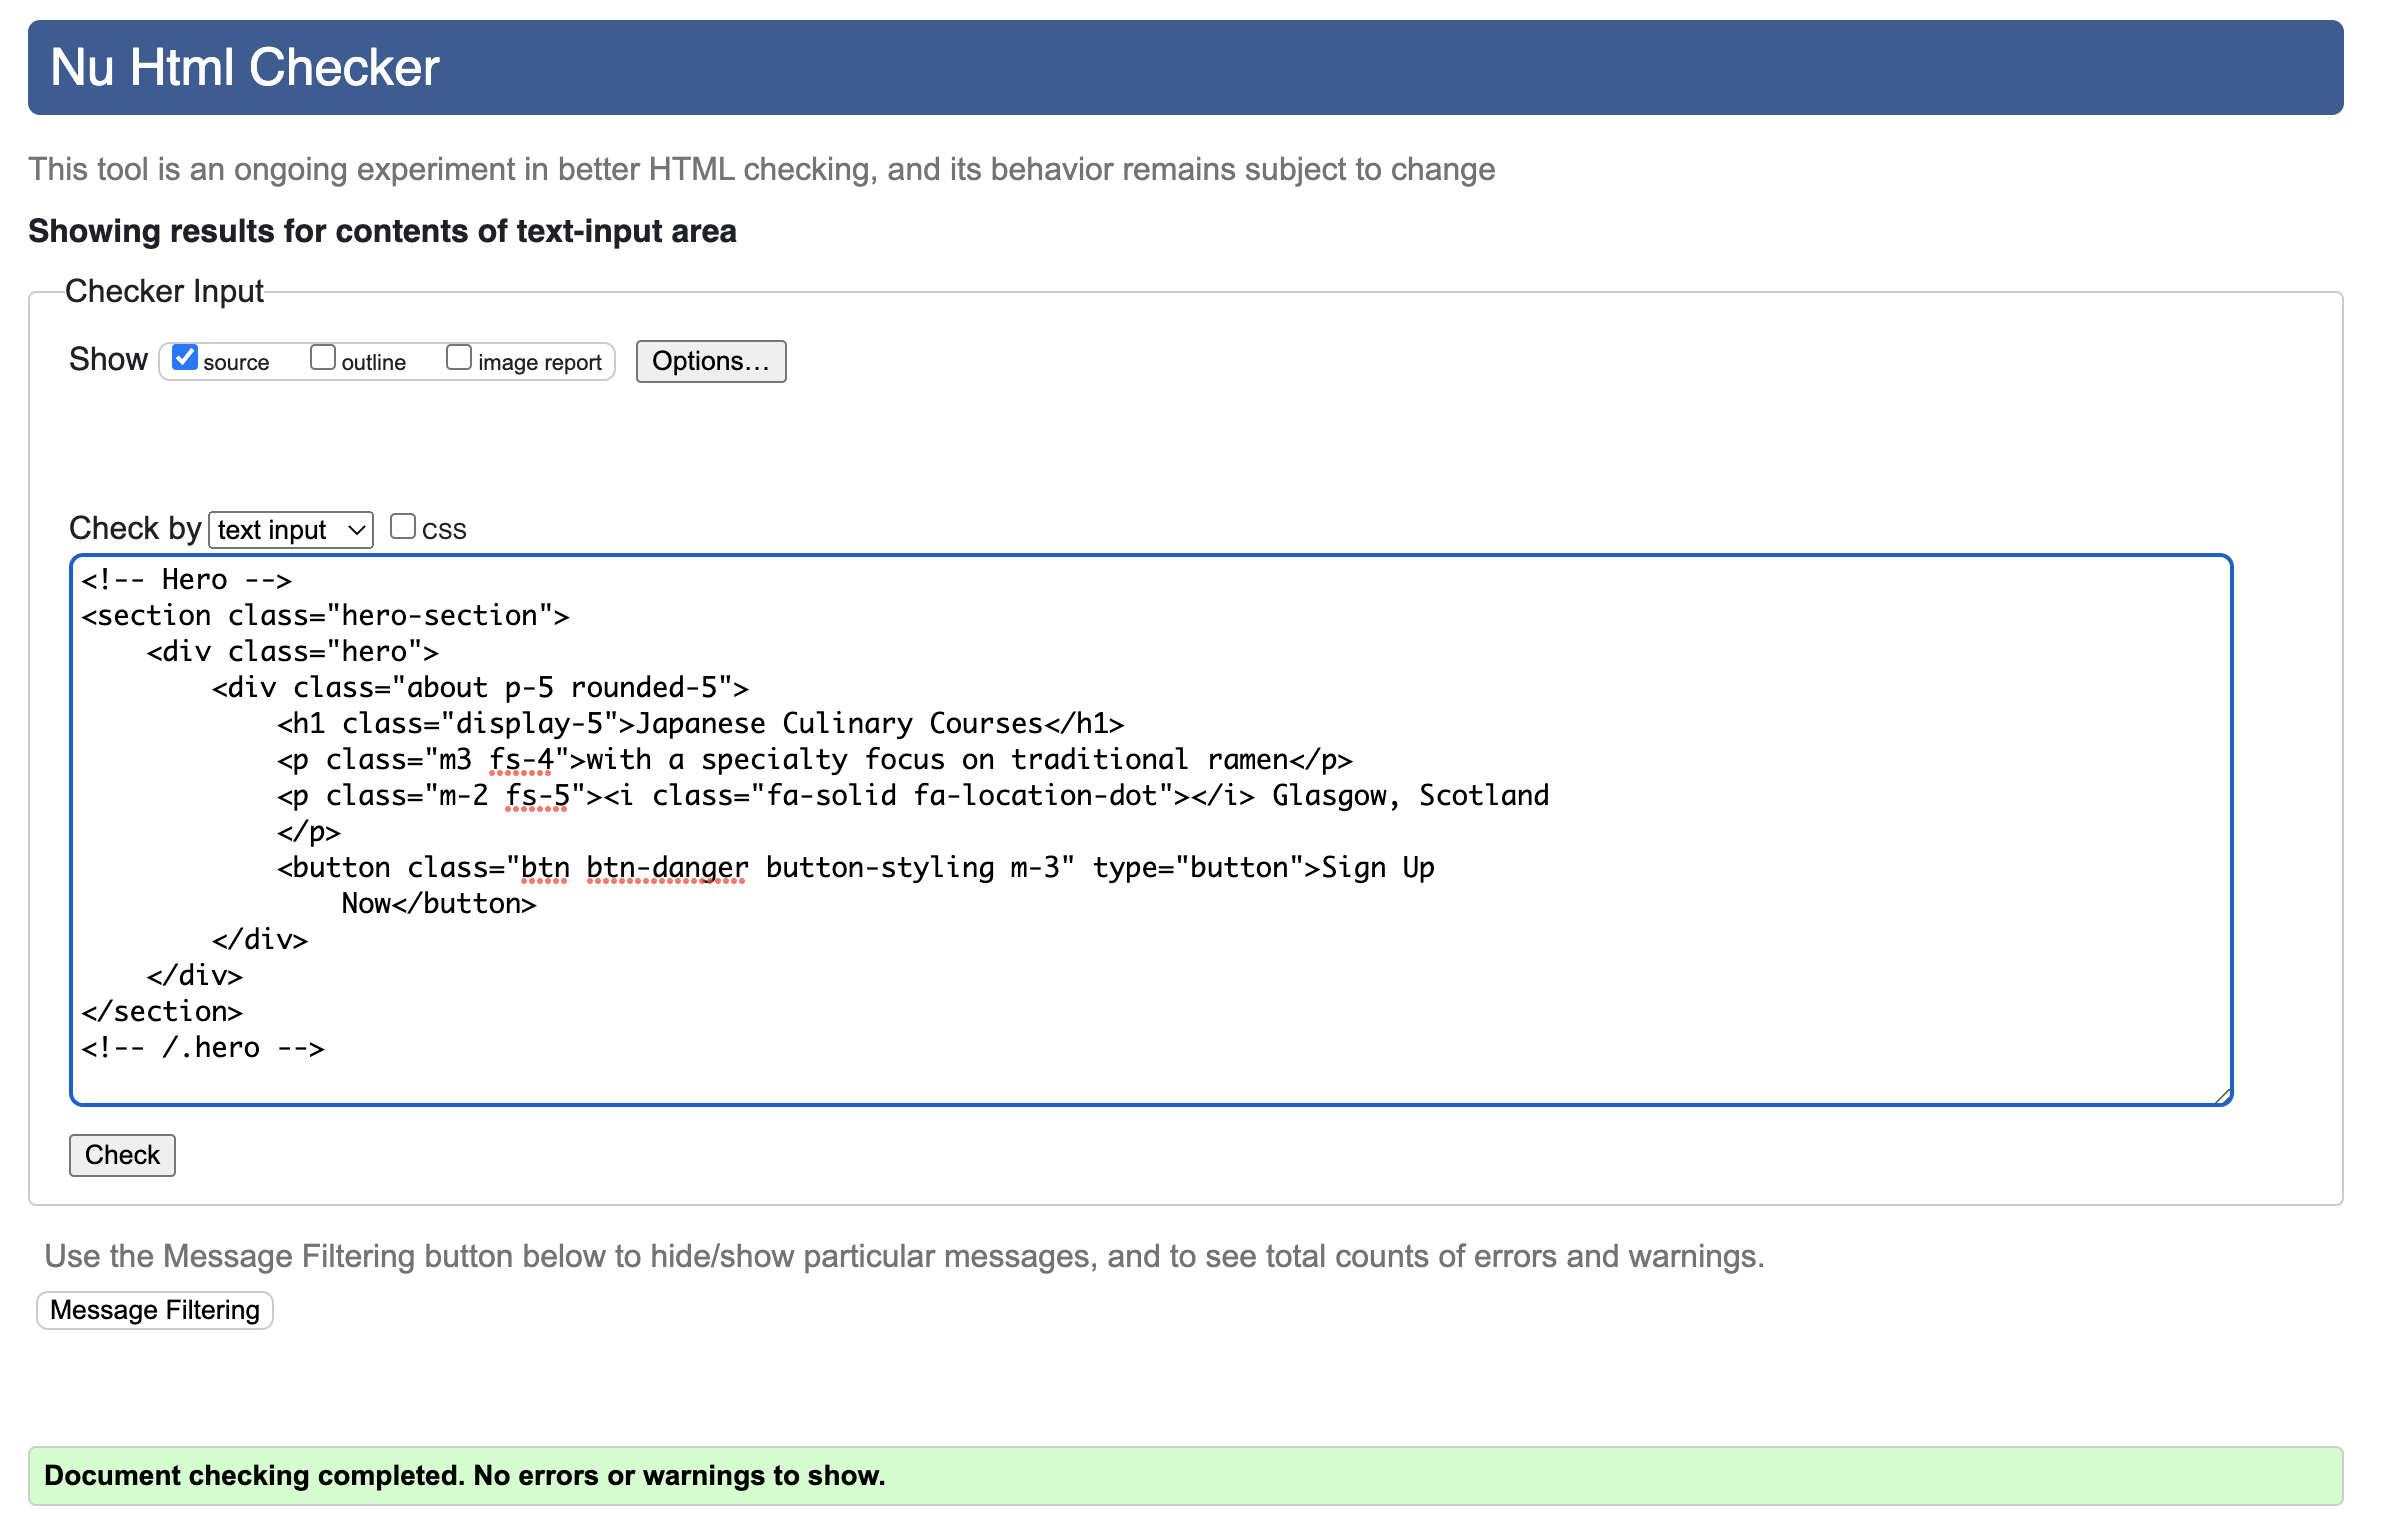 Nu Html Checker
This tool is an ongoing experiment in better HTML checking, and its behavior remains subject to change
Showing results for contents of text-input area
Checker Input
Show source outline image report Options...
Check by text input CSS
<!-- Hero -->
<section class="hero-section">
    <div class="hero">
        <div class="about p-5 rounded-5">
            <h1 class="display-5">Japanese Culinary Courses</h1>
            <p class="m3 fs-4">with a specialty focus on traditional ramen</p>
            <p class="m-2 fs-5"><i class="fa-solid fa-location-dot"></i> Glasgow, Scotland
            </p>
            <button class="btn btn-danger button-styling m-3" type="button">Sign Up
                Now</button>
        </div>
    </div>
</section>
<!-- /.hero -->
Check
Use the Message Filtering button below to hide/show particular messages, and to see total counts of errors and warnings.
Message Filtering
Document checking completed. No errors or warnings to show.